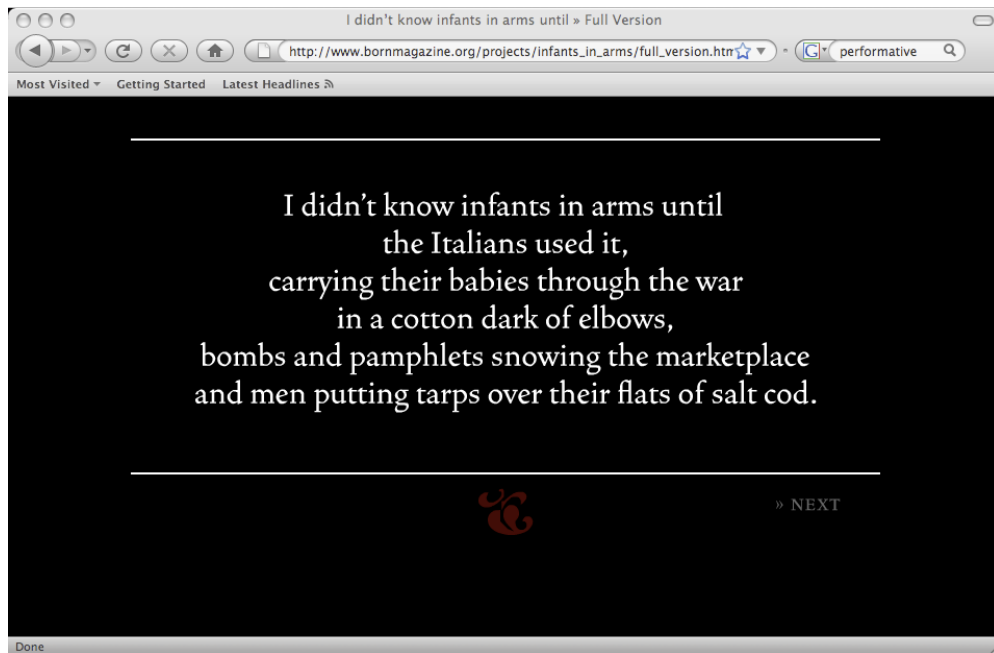 I didn't know infants in arms until » Full Version
http://www.bornmagazine.org/projects/infants_in_arms/full_version.htm
performative
Most Visited Getting Started Latest Headlines
I didn't know infants in arms until
the Italians used it,
carrying their babies through the war
in a cotton dark of elbows,
bombs and pamphlets snowing the marketplace
and men putting tarps over their flats of salt cod.
» NEXT
Done